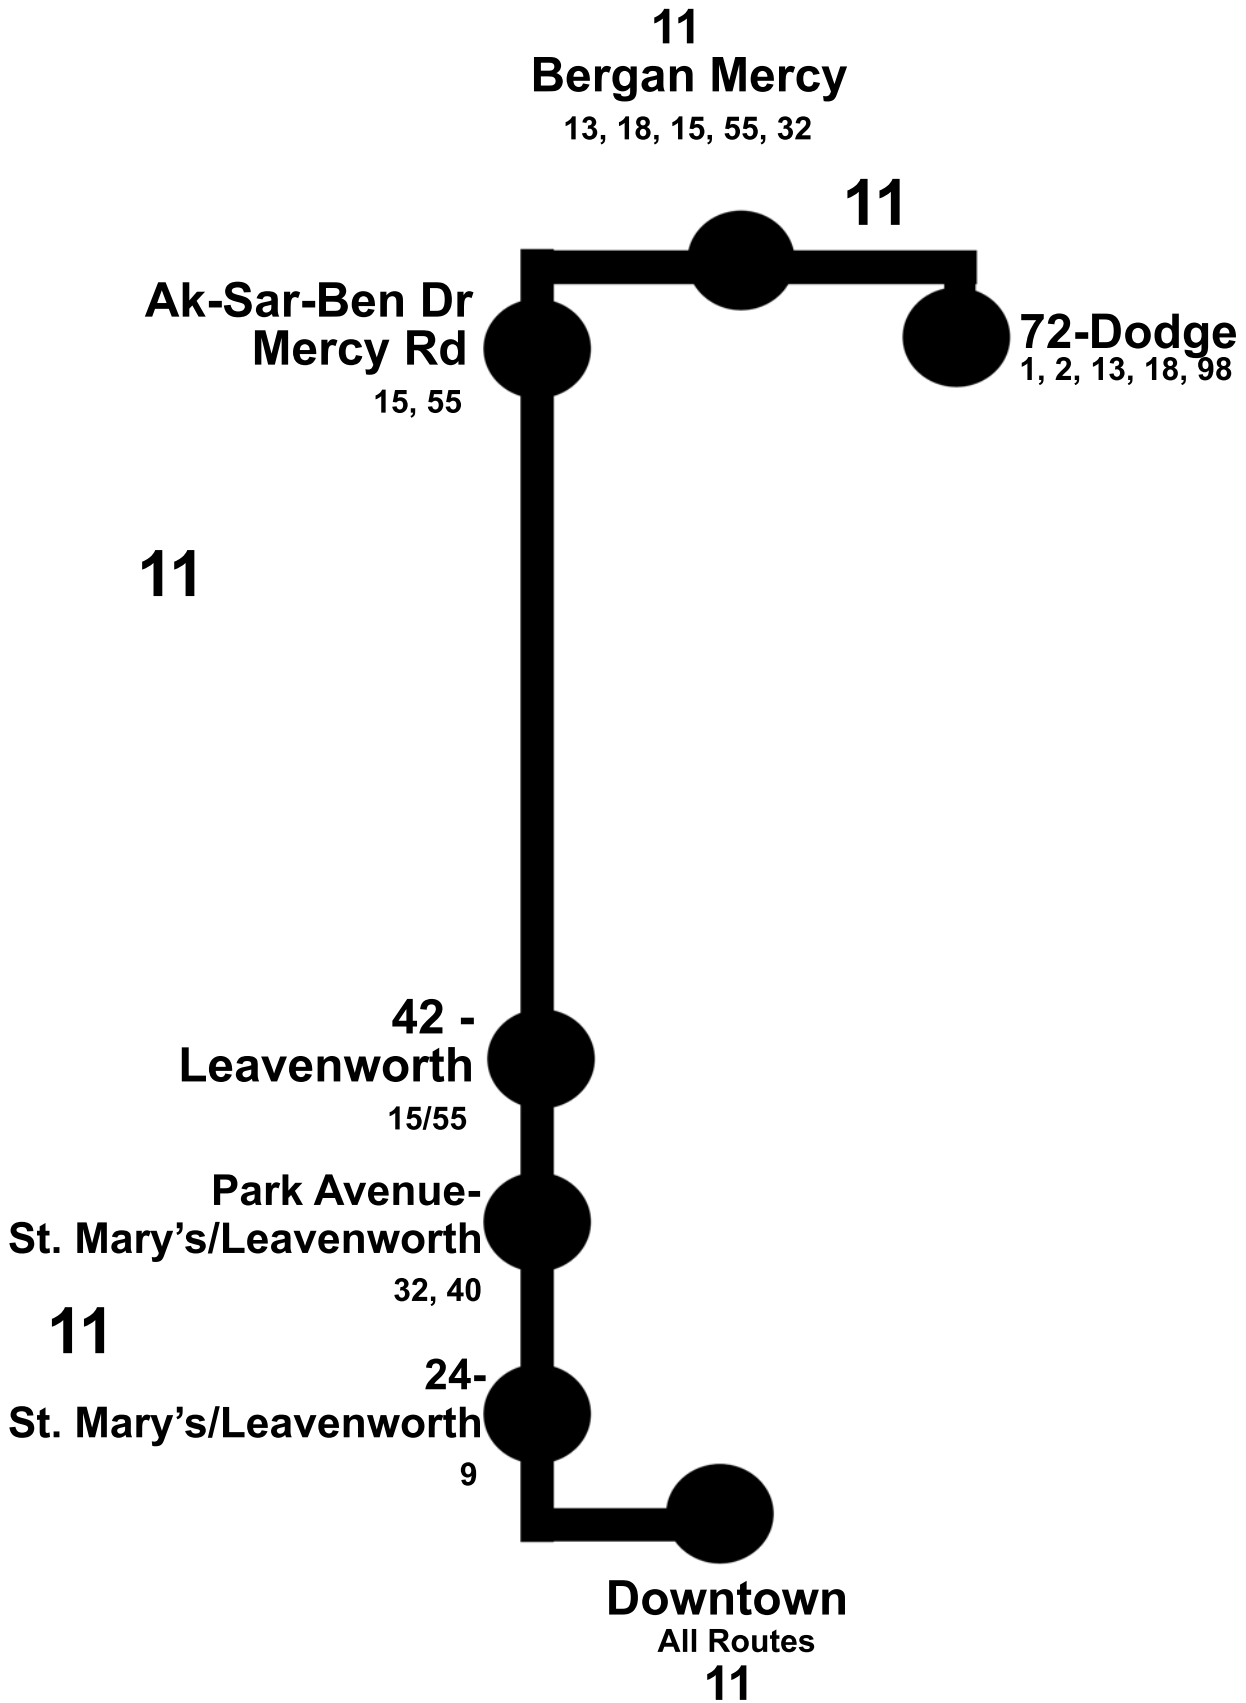 11
Bergan Mercy
13, 18, 15, 55, 32
11
Ak-Sar-Ben Dr
Mercy Rd
15, 55
72-Dodge
1, 2, 13, 18, 98
11
42 -
Leavenworth
15/55
Park Avenue-
St. Mary’s/Leavenworth
32, 40
11
24-
St. Mary’s/Leavenworth
9
Downtown
All Routes
11